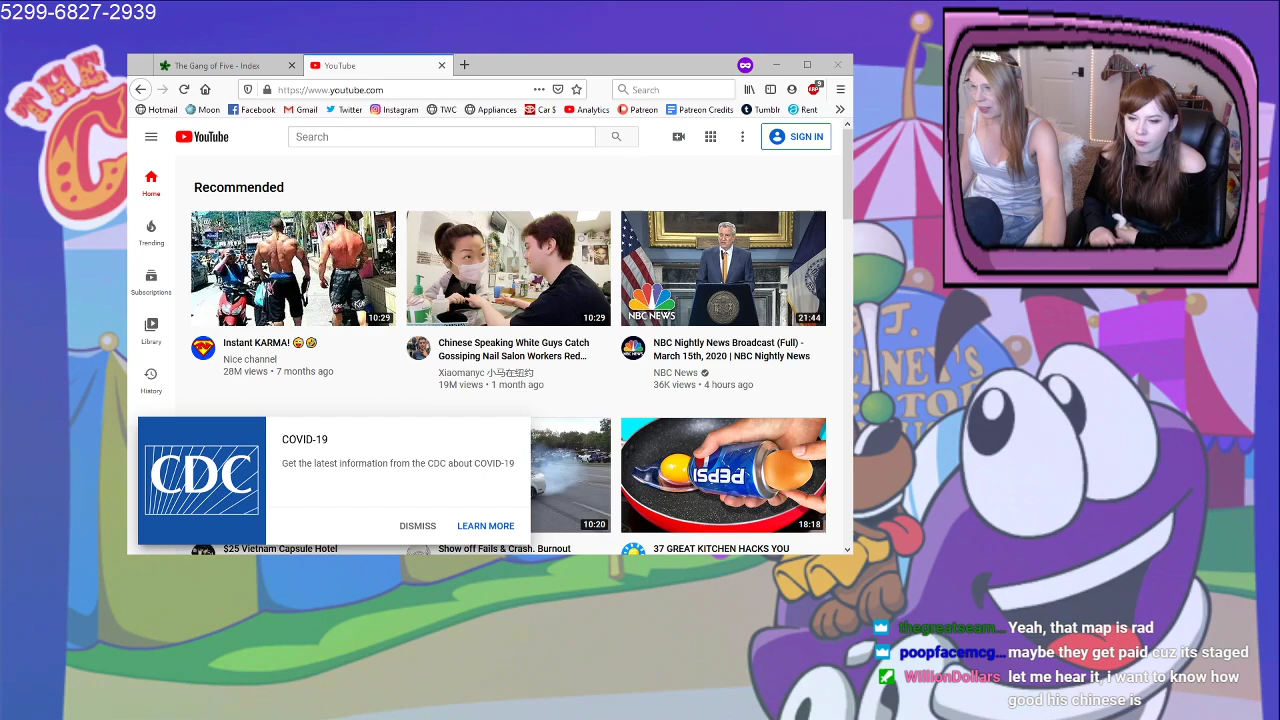 5299-6827-2939
THE
C
The Gang of Five - Index
YouTube
https://www.youtube.com
Search
Hotmail
Moon
Facebook
Gmail
Twitter
Instagram
TWC
Appearances
Car $
Analytics
Patreon
Patreon Credits
Tumblr
Rent
YouTube
Search
SIGN IN
Home
Trending
Subscriptions
Library
History
Recommended
10:29
10:29
NBC NEWS
21:44
Instant KARMA! 😜🤣
Nice channel
28M views • 7 months ago
Chinese Speaking White Guys Catch
Gossiping Nail Salon Workers Red...
Xiaomanyc 小马在纽约
19M views • 1 month ago
NBC Nightly News Broadcast (Full) -
March 15th, 2020 | NBC Nightly News
NBC News
36K views • 4 hours ago
CDC
COVID-19
Get the latest information from the CDC about COVID-19
DISMISS
LEARN MORE
10:20
PEPSI
18:18
$25 Vietnam Capsule Hotel
Show off Fails & Crash. Burnout
37 GREAT KITCHEN HACKS YOU
thegreatseam... Yeah, that map is rad
poopfacemcg... maybe they get paid cuz its staged
WillionDollars let me hear it, i want to know how
good his chinese is